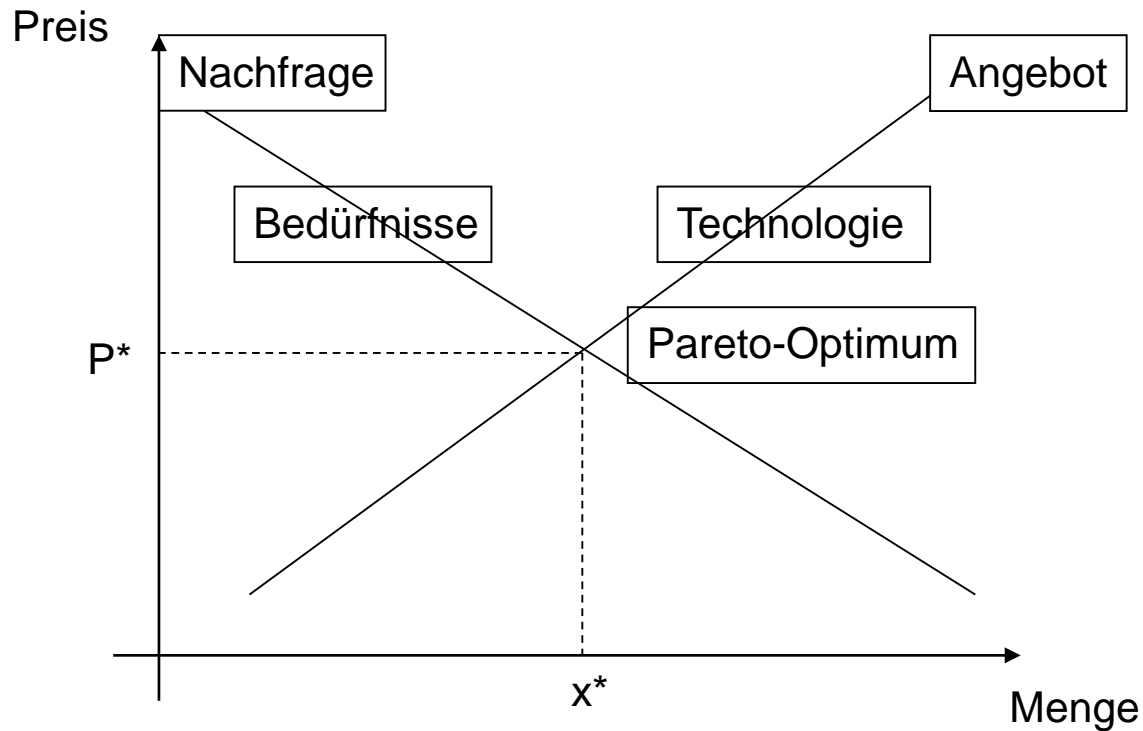 Preis
Nachfrage
Angebot
Bedürfnisse
Technologie
Pareto-Optimum
P*
x*
Menge